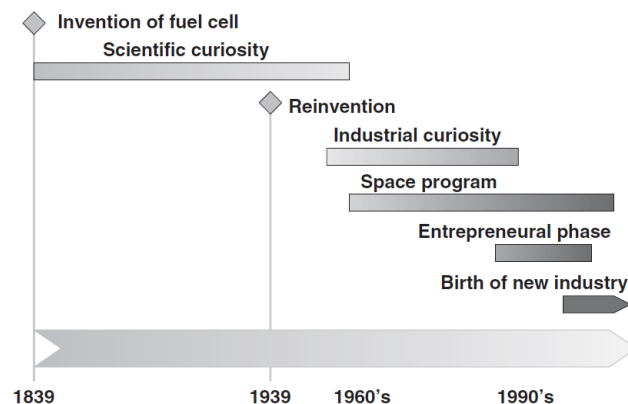 Invention of fuel cell
Scientific curiosity
Reinvention
Industrial curiosity
Space program
Entrepreneural phase
Birth of new industry
1839 1939 1960's 1990's